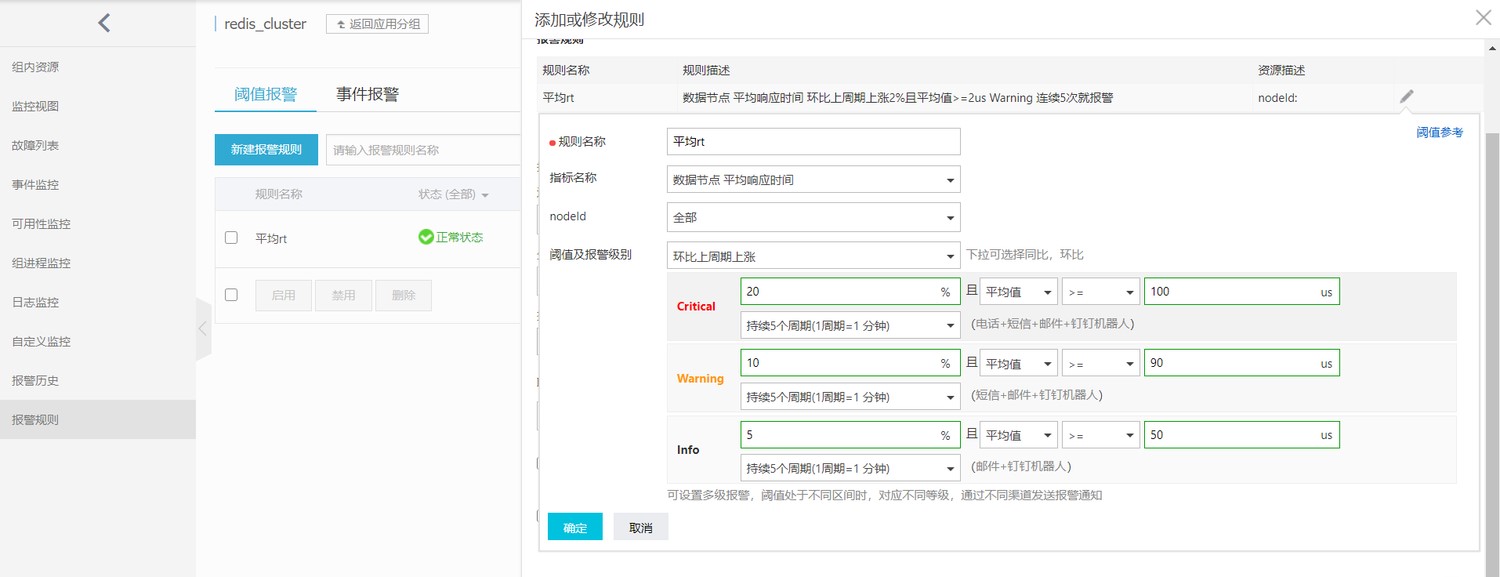 redis_cluster
返回应用分组
组内资源
监控视图
故障列表
事件监控
可用性监控
组进程监控
日志监控
自定义监控
报警历史
报警规则
阈值报警
事件报警
新建报警规则
请输入报警规则名称
规则名称
状态 (全部)
平均rt
正常状态
启用
禁用
删除
添加或修改规则
报警规则
规则名称 规则描述 资源描述
平均rt 数据节点 平均响应时间 环比上周期上涨2%且平均值>=2us Warning 连续5次就报警 nodeId:
阈值参考
规则名称 平均rt
指标名称 数据节点 平均响应时间
nodeId 全部
阈值及报警级别 环比上周期上涨 下拉可选择同比，环比
Critical
20 % 且 平均值 >= 100 us
持续5个周期(1周期=1 分钟) (电话+短信+邮件+钉钉机器人)
Warning
10 % 且 平均值 >= 90 us
持续5个周期(1周期=1 分钟) (短信+邮件+钉钉机器人)
Info
5 % 且 平均值 >= 50 us
持续5个周期(1周期=1 分钟) (邮件+钉钉机器人)
可设置多级报警，阈值处于不同区间时，对应不同等级，通过不同渠道发送报警通知
确定
取消